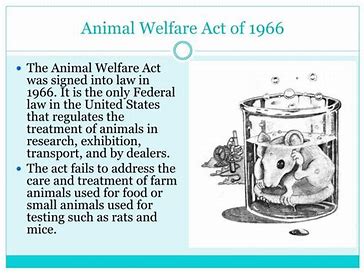 Animal Welfare Act of 1966
• The Animal Welfare Act
was signed into law in
1966. It is the only Federal
law in the United States
that regulates the
treatment of animals in
research, exhibition,
transport, and by dealers.
• The act fails to address the
care and treatment of farm
animals used for food or
small animals used for
testing such as rats and
mice.